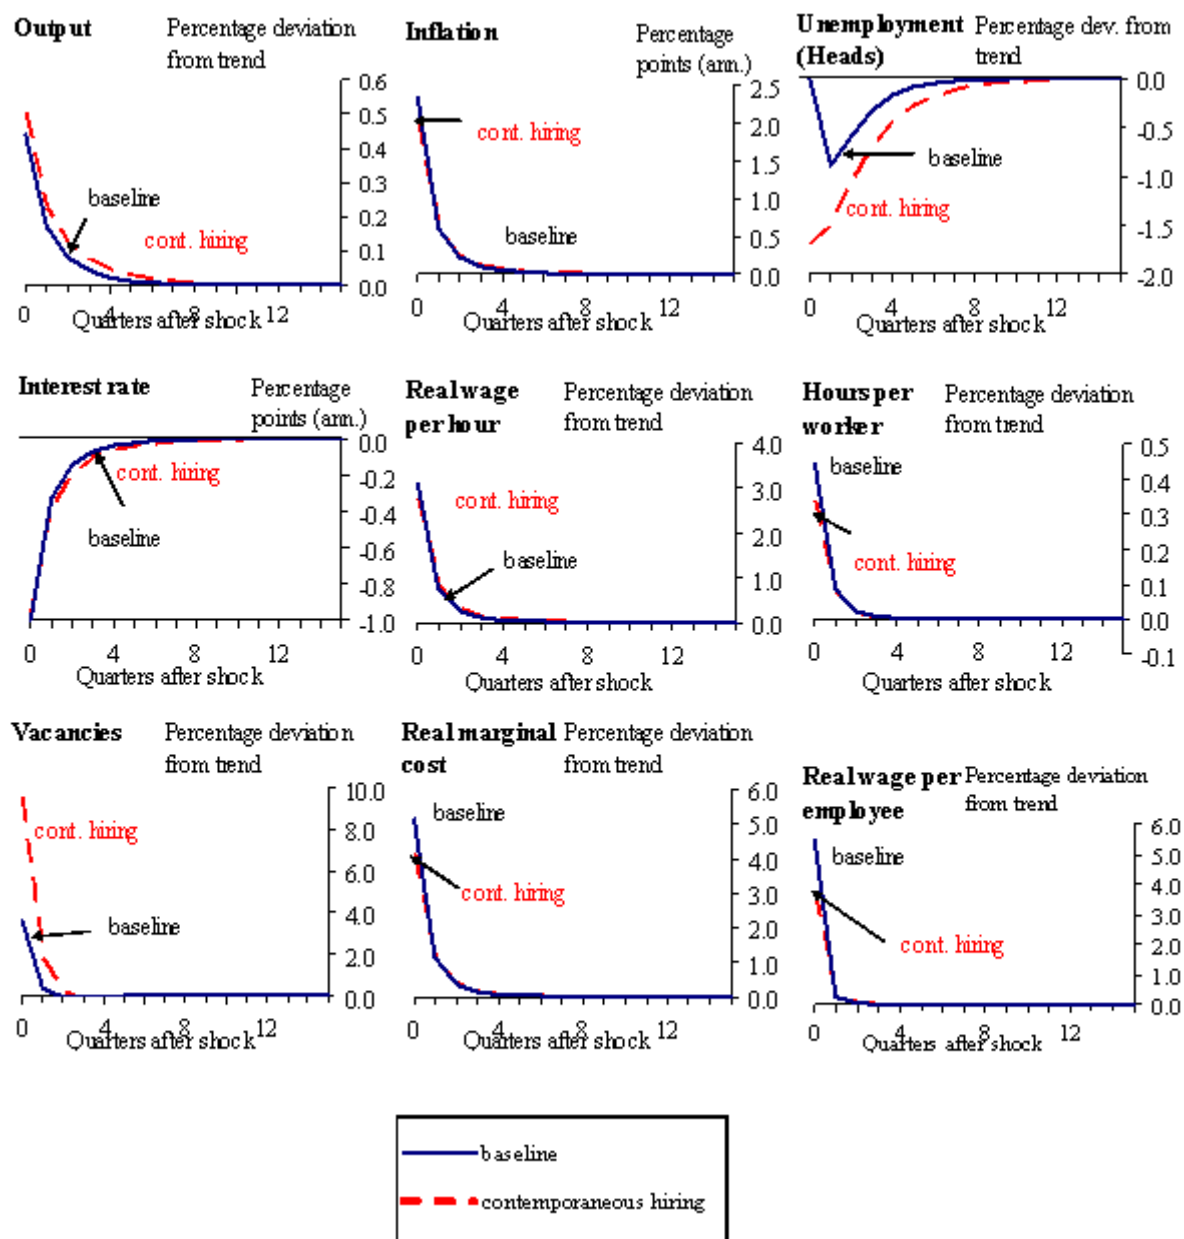 Output
Percentage deviation
from trend
0.6
0.5
0.4
0.3
0.2
0.1
0.0
baseline
cont. hiring
0 4 8 12
Quarters after shock
Inflation
Percentage
points (ann.)
2.5
2.0
1.5
1.0
0.5
0.0
cont. hiring
baseline
0 4 8 12
Quarters after shock
Unemployment
(Heads)
Percentage dev. from
trend
0.0
-0.5
-1.0
-1.5
-2.0
baseline
cont. hiring
0 4 8 12
Quarters after shock
Interest rate
Percentage
points (ann.)
0.0
-0.2
-0.4
-0.6
-0.8
-1.0
cont. hiring
baseline
0 4 8 12
Quarters after shock
Real wage
per hour
Percentage deviation
from trend
4.0
3.0
2.0
1.0
0.0
cont. hiring
baseline
0 4 8 12
Quarters after shock
Hours per
worker
Percentage deviation
from trend
0.5
0.4
0.3
0.2
0.1
0.0
-0.1
baseline
cont. hiring
0 4 8 12
Quarters after shock
Vacancies
Percentage deviation
from trend
10.0
8.0
6.0
4.0
2.0
0.0
cont. hiring
baseline
0 4 8 12
Quarters after shock
Real marginal
cost
Percentage deviation
from trend
6.0
5.0
4.0
3.0
2.0
1.0
0.0
baseline
cont. hiring
0 4 8 12
Quarters after shock
Real wage per
employee
Percentage deviation
from trend
6.0
5.0
4.0
3.0
2.0
1.0
0.0
baseline
cont. hiring
0 4 8 12
Quarters after shock
baseline
contemporaneous hiring